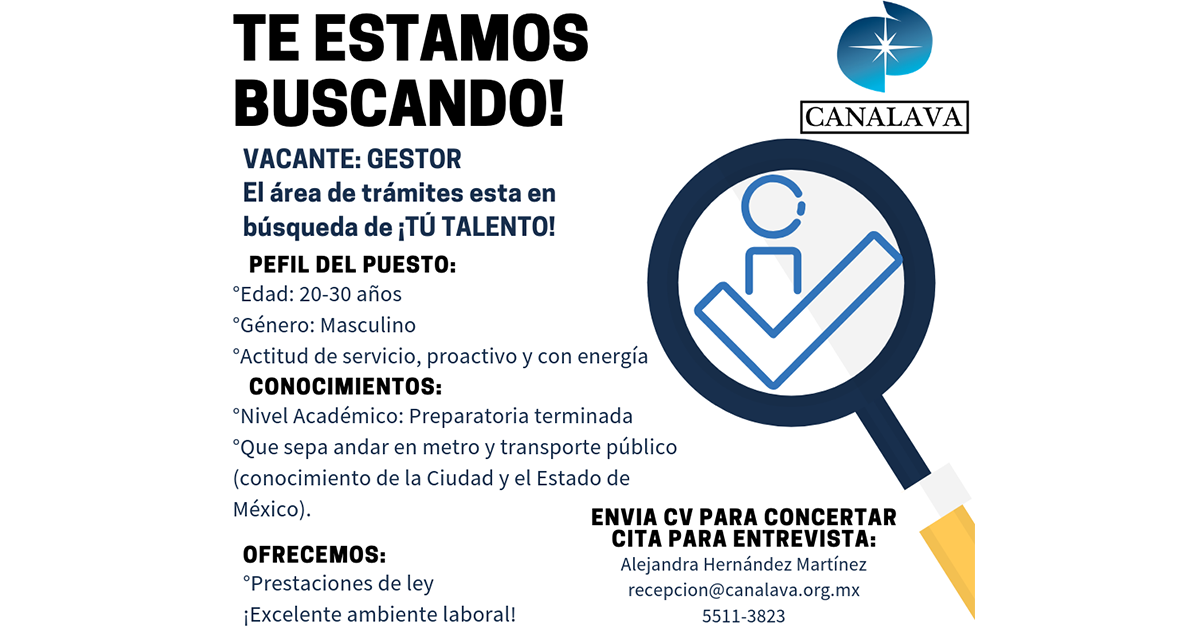 TE ESTAMOS
BUSCANDO!
CANALAVA
VACANTE: GESTOR
El área de trámites esta en
búsqueda de ¡TÚ TALENTO!
PEFIL DEL PUESTO:
°Edad: 20-30 años
°Género: Masculino
°Actitud de servicio, proactivo y con energía
CONOCIMIENTOS:
°Nivel Académico: Preparatoria terminada
°Que sepa andar en metro y transporte público
(conocimiento de la Ciudad y el Estado de
México).
OFRECEMOS:
°Prestaciones de ley
¡Excelente ambiente laboral!
ENVIA CV PARA CONCERTAR
CITA PARA ENTREVISTA:
Alejandra Hernández Martínez
recepcion@canalava.org.mx
5511-3823